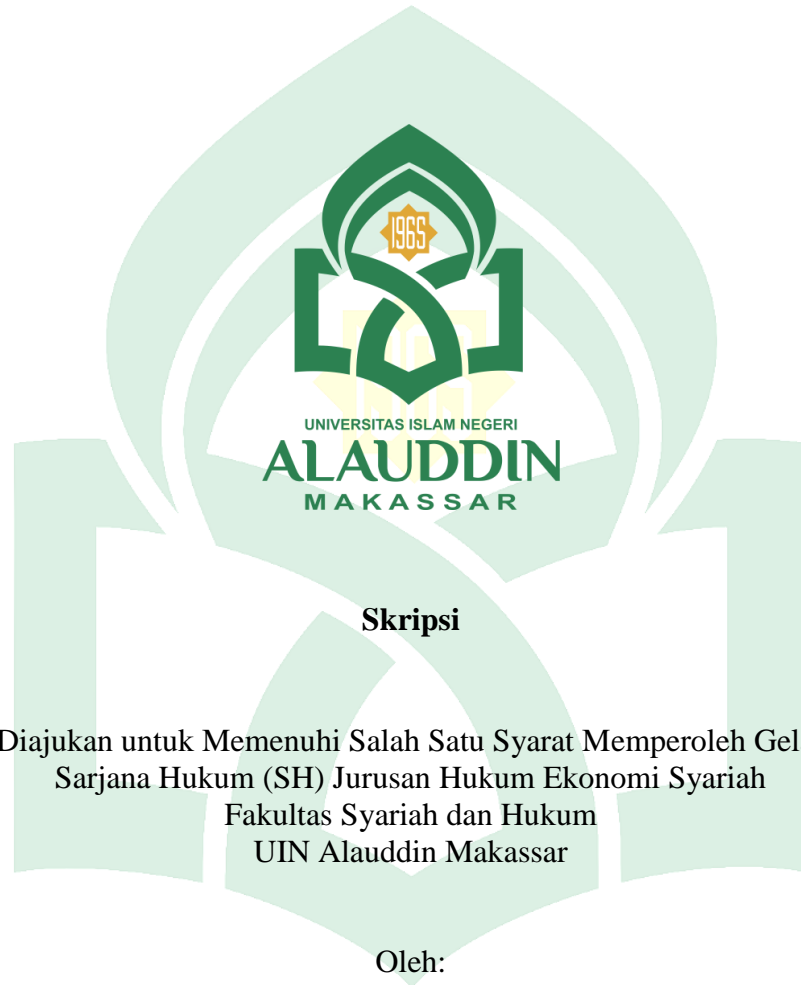 1965
UNIVERSITAS ISLAM NEGERI
ALAUDDIN
MAKASSAR
Skripsi
Diajukan untuk Memenuhi Salah Satu Syarat Memperoleh Gel
Sarjana Hukum (SH) Jurusan Hukum Ekonomi Syariah
Fakultas Syariah dan Hukum
UIN Alauddin Makassar
Oleh: